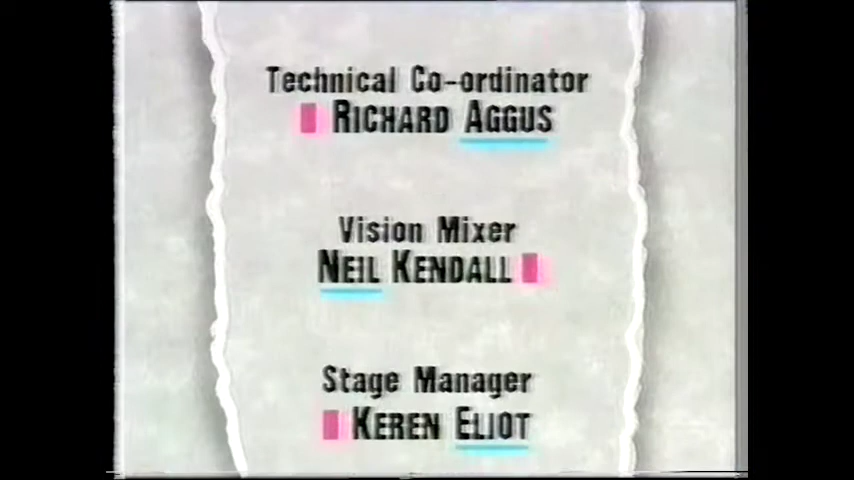 Technical Co-ordinator
RICHARD AGGUS
Vision Mixer
NEIL KENDALL
Stage Manager
KEREN ELIOT